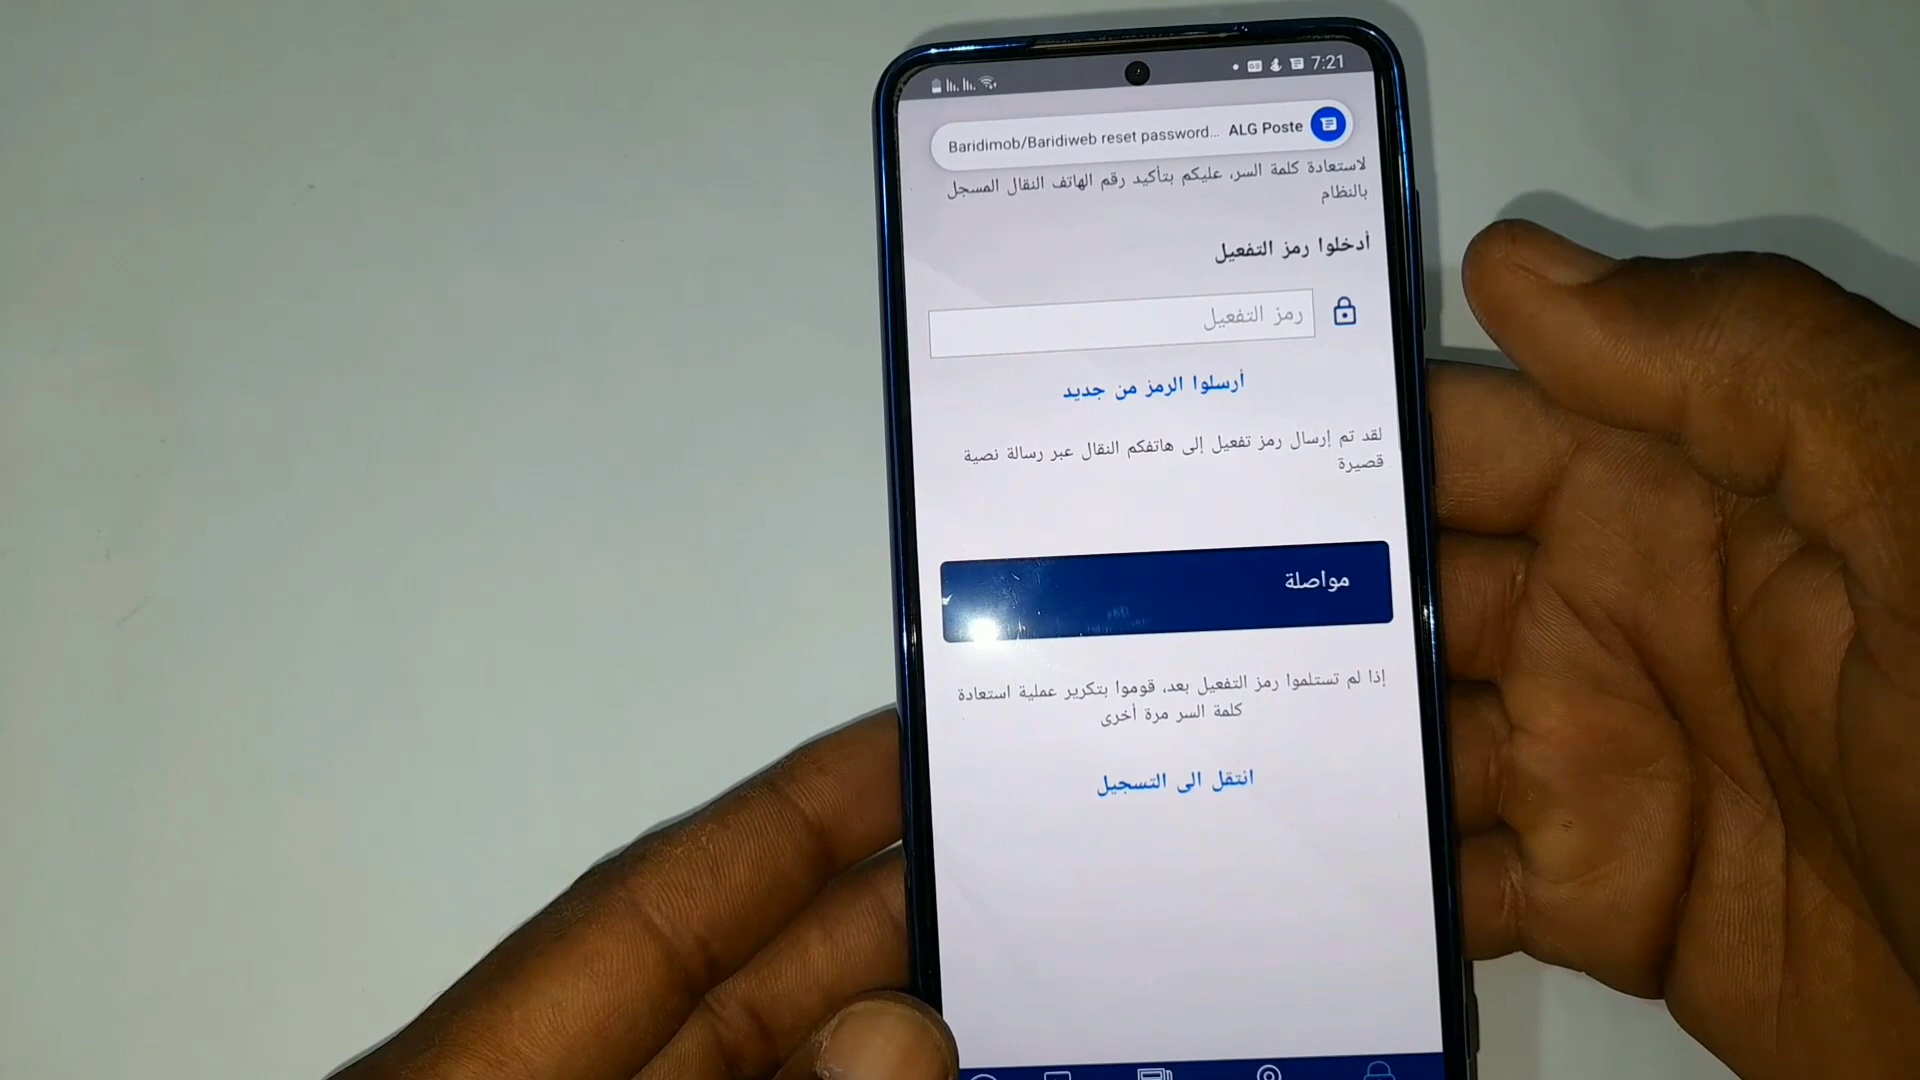 7:21
Baridimob/Baridiweb reset password... ALG Poste
لاستعادة كلمة السر، عليكم بتأكيد رقم الهاتف النقال المسجل
بالنظام
أدخلوا رمز التفعيل
رمز التفعيل
أرسلوا الرمز من جديد
لقد تم إرسال رمز تفعيل إلى هاتفكم النقال عبر رسالة نصية
قصيرة
مواصلة
إذا لم تستلموا رمز التفعيل بعد، قوموا بتكرير عملية استعادة
كلمة السر مرة أخرى
انتقل الى التسجيل